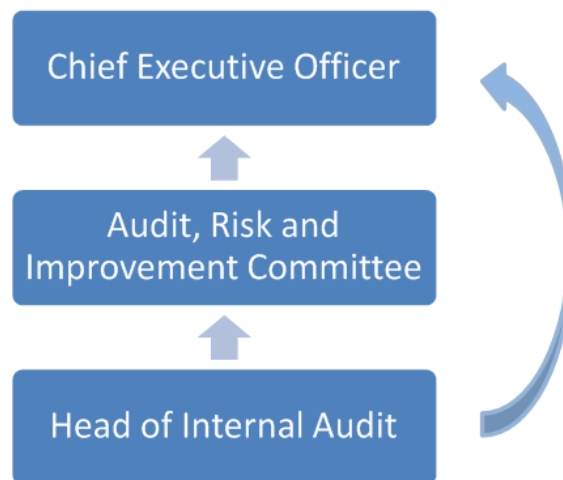 Chief Executive Officer
Audit, Risk and
Improvement Committee
Head of Internal Audit